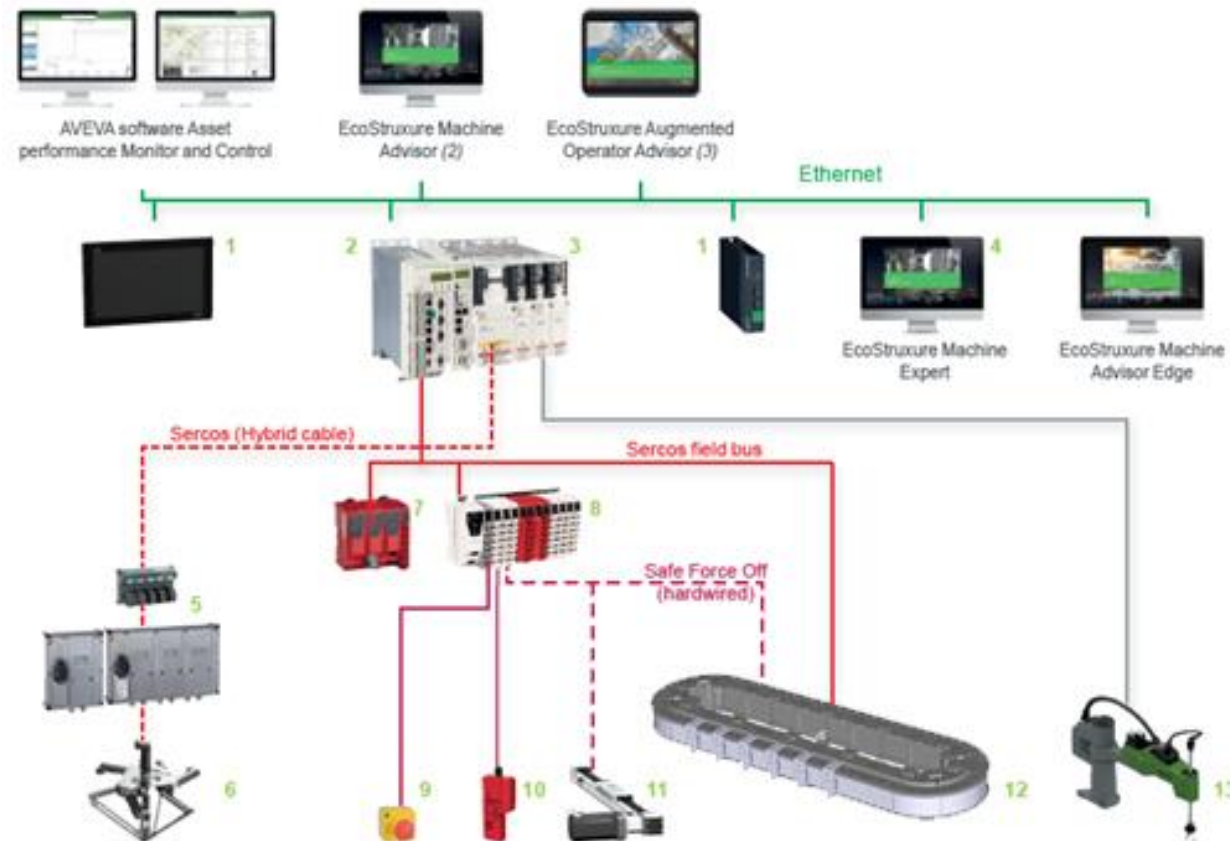 AVEVA software Asset
performance Monitor and Control
EcoStruxure Machine
Advisor (2)
EcoStruxure Augmented
Operator Advisor (3)
Ethernet
1
2
3
1
4
EcoStruxure Machine
Expert
EcoStruxure Machine
Advisor Edge
Sercos (Hybrid cable)
Sercos field bus
7
8
Safe Force Off
(hardwired)
5
6
9
10
11
12
13